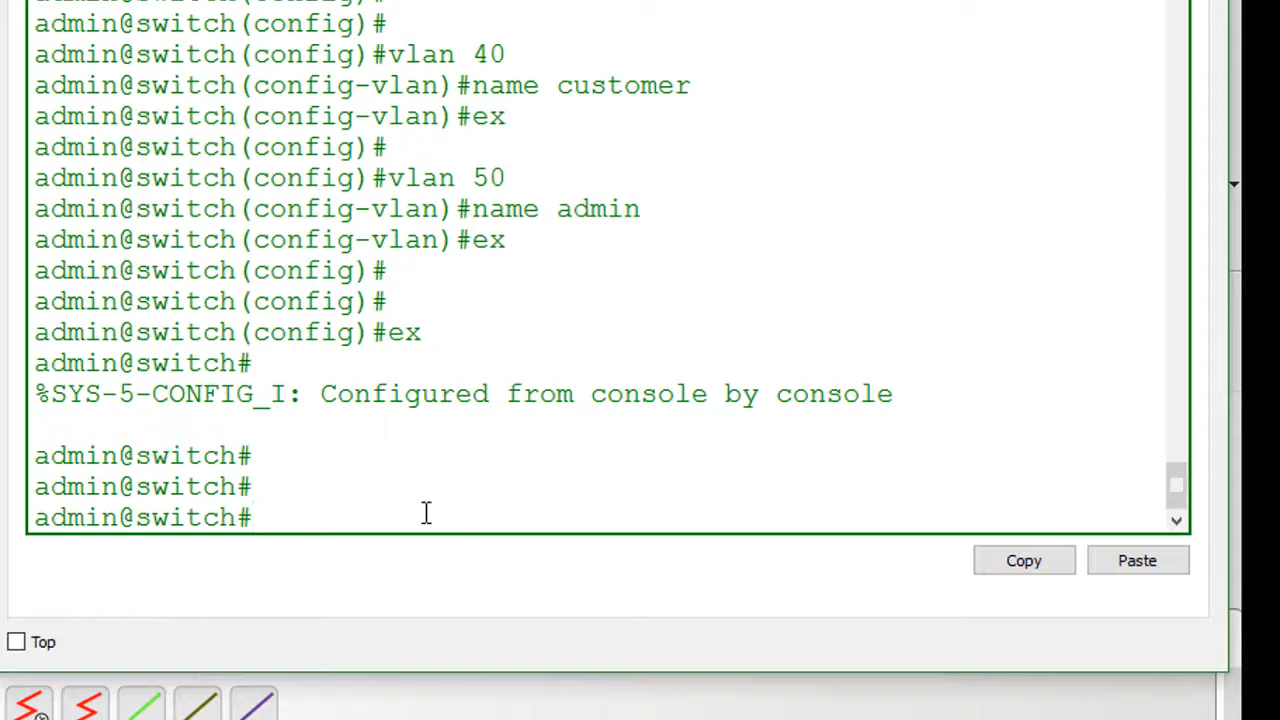 admin@switch(config)#
admin@switch(config)#
admin@switch(config)#vlan 40
admin@switch(config-vlan)#name customer
admin@switch(config-vlan)#ex
admin@switch(config)#
admin@switch(config)#vlan 50
admin@switch(config-vlan)#name admin
admin@switch(config-vlan)#ex
admin@switch(config)#
admin@switch(config)#
admin@switch(config)#ex
admin@switch#
%SYS-5-CONFIG_I: Configured from console by console
admin@switch#
admin@switch#
admin@switch#
Copy
Paste
Top